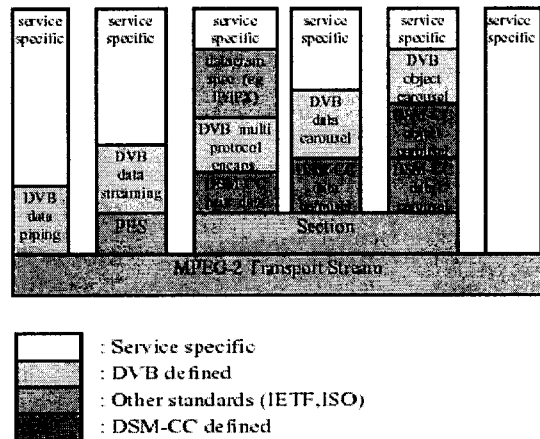 service
specific
service
specific
service
specific
service
specific
service
specific
service
specific
datagram
DVB multi
protocol
encaps
DVB
data
carousel
DVB
object
carousel
DVB
data
streaming
DVB
data
piping
PES
Section
MPEG-2 Transport Stream
: Service specific
: DVB defined
: Other standards (IETF,ISO)
: DSM-CC defined